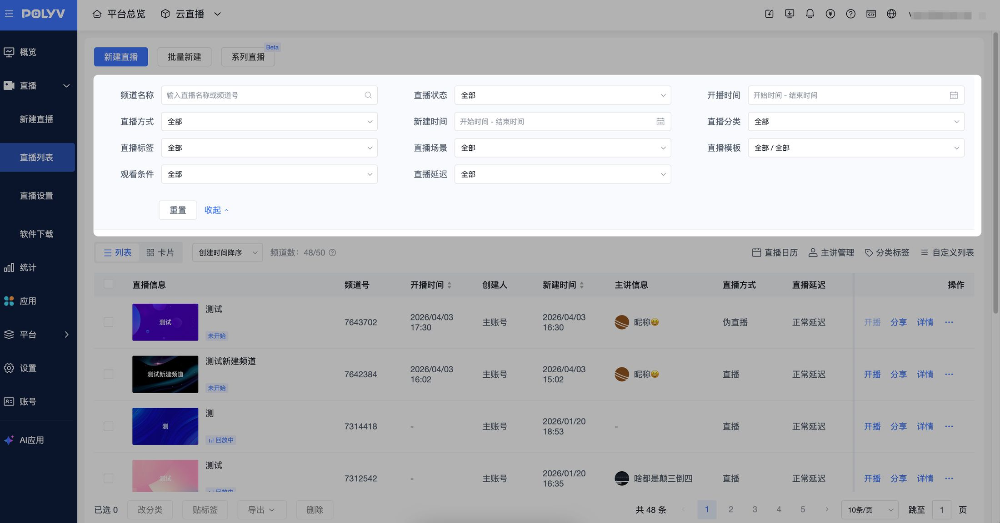 POLYV
平台总览
云直播
概览
直播
新建直播
直播列表
直播设置
软件下载
统计
应用
平台
设置
账号
AI应用
新建直播
批量新建
系列直播
Beta
频道名称 输入直播名称或频道号
直播状态 全部
开播时间 开始时间 - 结束时间
直播方式 全部
新建时间 开始时间 - 结束时间
直播分类 全部
直播标签 全部
直播场景 全部
直播模板 全部 / 全部
观看条件 全部
直播延迟 全部
重置 收起
列表 卡片 创建时间降序 频道数: 48/50
直播日历 主讲管理 分类标签 自定义列表
直播信息 频道号 开播时间 创建人 新建时间 主讲信息 直播方式 直播延迟 操作
测试
测试
未开始
7643702
2026/04/03
17:30
主账号
2026/04/03
16:30
昵称😆
伪直播
正常延迟
开播 分享 详情 ···
测试新建频道
测试新建频道
未开始
7642384
2026/04/03
16:02
主账号
2026/04/03
15:02
昵称😆
直播
正常延迟
开播 分享 详情 ···
测
测
回放中
7314418
-
主账号
2026/01/20
18:53
-
直播
正常延迟
开播 分享 详情 ···
测试
测试
回放中
7312542
-
主账号
2026/01/20
16:35
啥都是颠三倒四
直播
正常延迟
开播 分享 详情 ···
已选 0 改分类 贴标签 导出 删除
共 48 条 1 2 3 4 5 10条/页 跳至 1 页